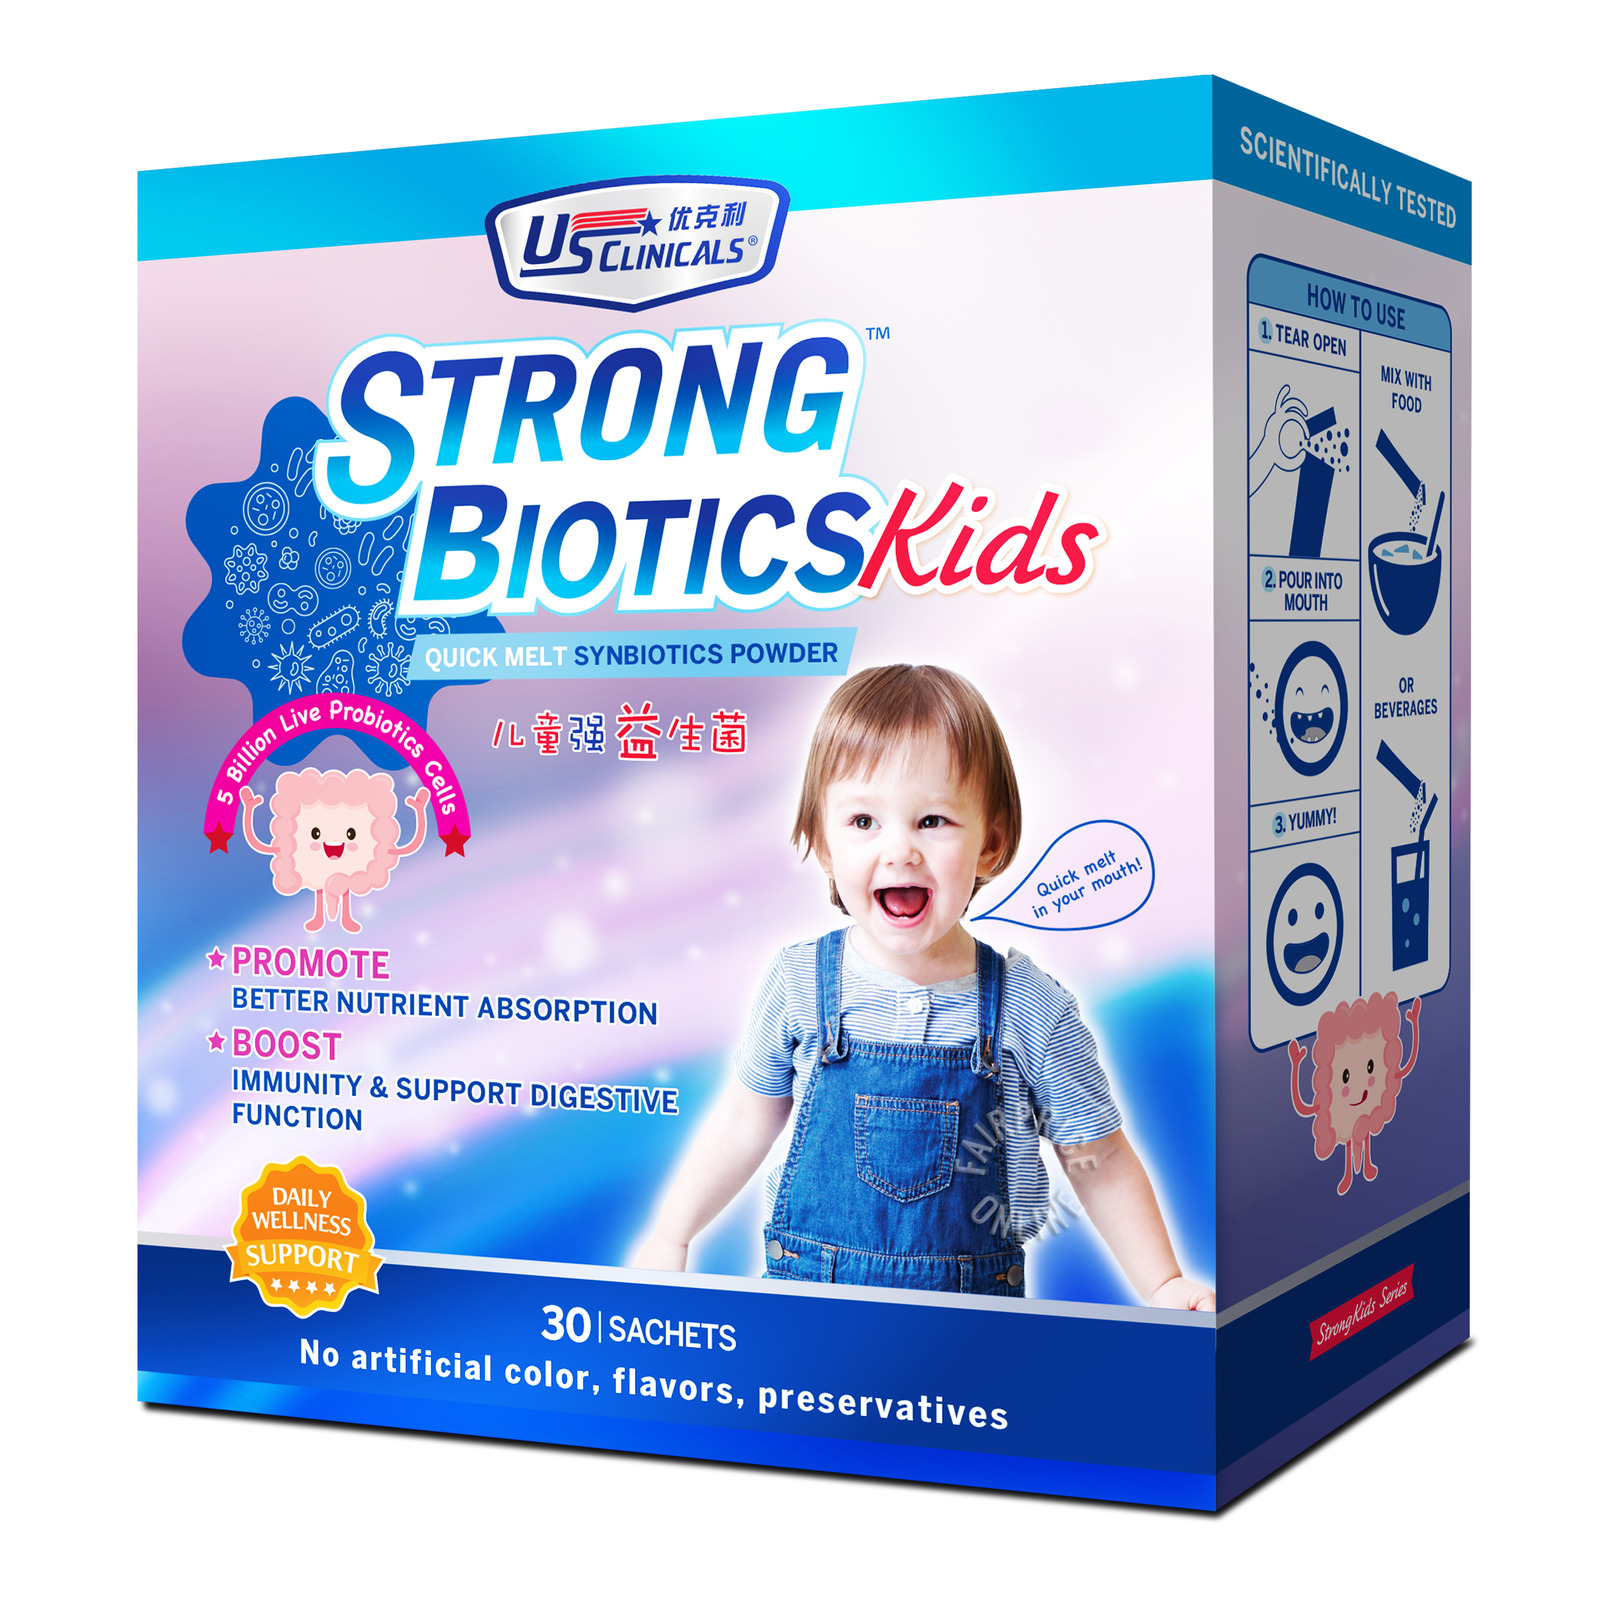 US 优克利
CLINICALS®
STRONG™
BIOTICS Kids
QUICK MELT SYNBIOTICS POWDER
儿童强益生菌
5 Billion Live Probiotics Cells
Quick melt
in your mouth!
★ PROMOTE
BETTER NUTRIENT ABSORPTION
★ BOOST
IMMUNITY & SUPPORT DIGESTIVE
FUNCTION
DAILY
WELLNESS
SUPPORT
30 | SACHETS
No artificial color, flavors, preservatives
ONLINE
SCIENTIFICALLY TESTED
HOW TO USE
1. TEAR OPEN
2. POUR INTO
MOUTH
3. YUMMY!
MIX WITH
FOOD
OR
BEVERAGES
StrongKids Series